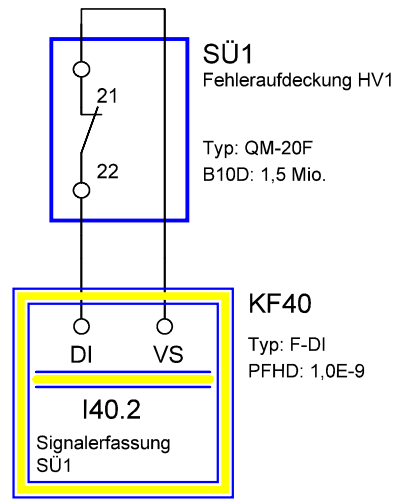 SÜ1
Fehleraufdeckung HV1
21
Typ: QM-20F
22
B10D: 1,5 Mio.
KF40
DI VS
Typ: F-DI
PFHD: 1,0E-9
I40.2
Signalerfassung
SÜ1